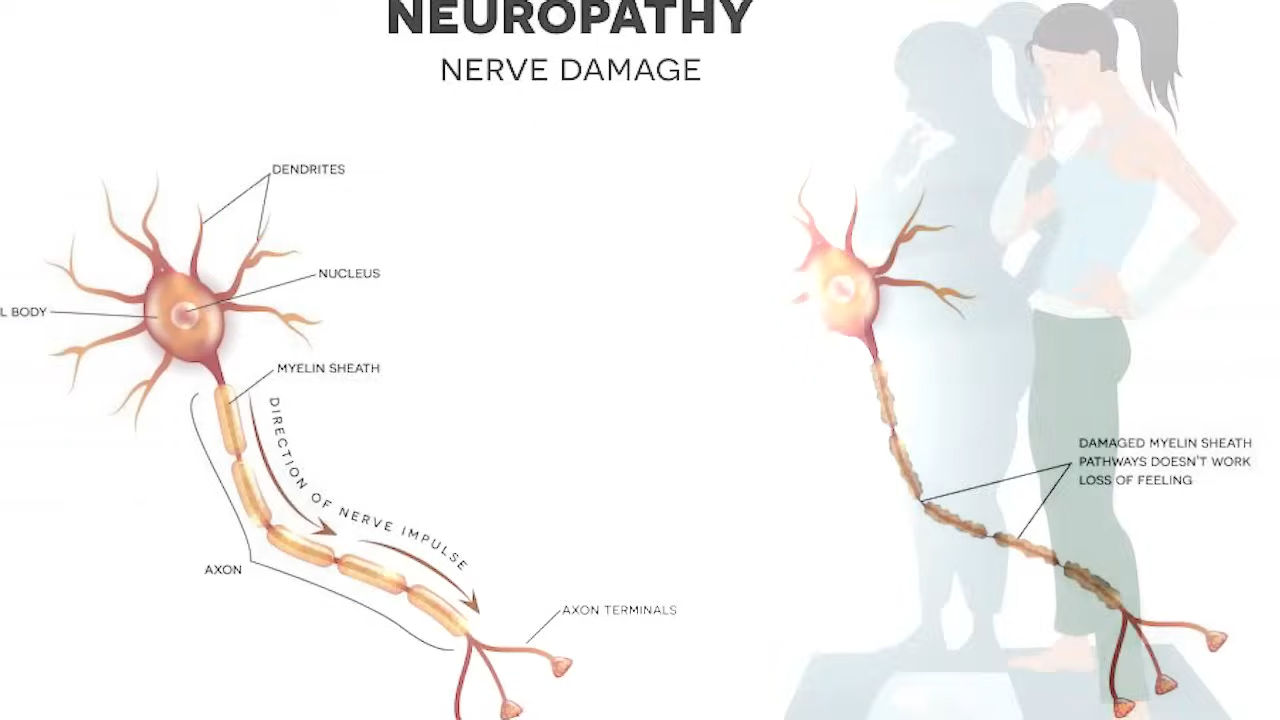 NEUROPATHY
NERVE DAMAGE
DENDRITES
NUCLEUS
L BODY
MYELIN SHEATH
DIRECTION OF NERVE IMPULSE
AXON
AXON TERMINALS
DAMAGED MYELIN SHEATH
PATHWAYS DOESN'T WORK
LOSS OF FEELING